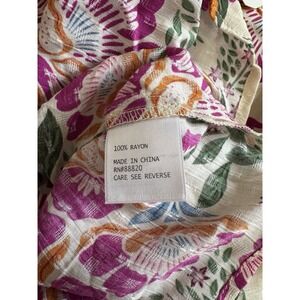 100% RAYON
MADE IN CHINA
RN#88820
CARE SEE REVERSE